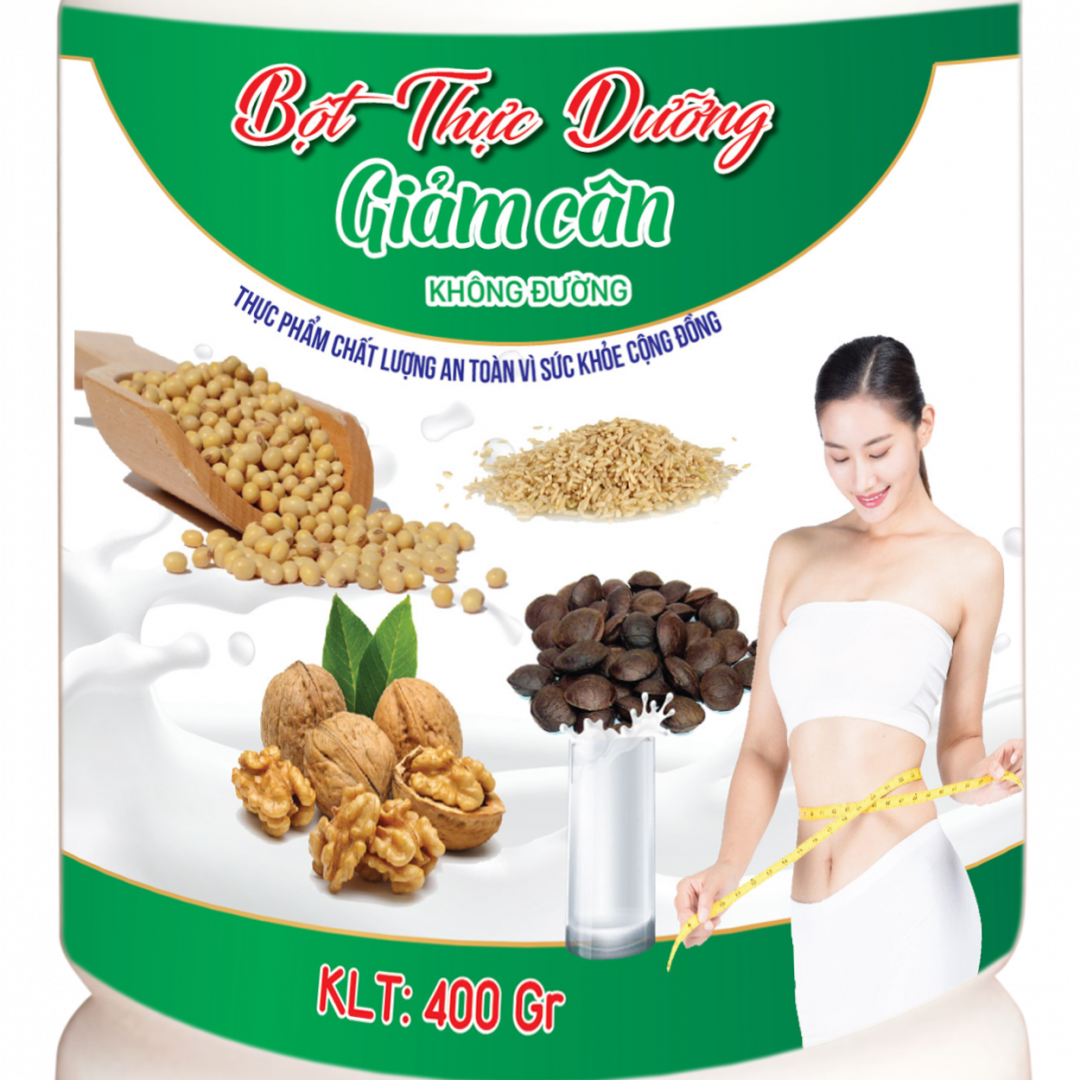 Bột Thực Dưỡng
Giảm cân
KHÔNG ĐƯỜNG
THỰC PHẨM CHẤT LƯỢNG AN TOÀN VÌ SỨC KHỎE CỘNG ĐỒNG
KLT: 400 Gr